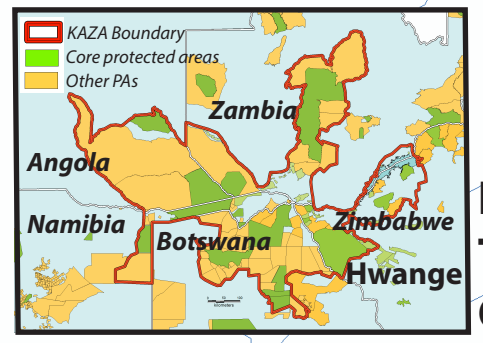 KAZA Boundary
Core protected areas
Other PAs
Zambia
Angola
Namibia
Botswana
Zimbabwe
Hwange